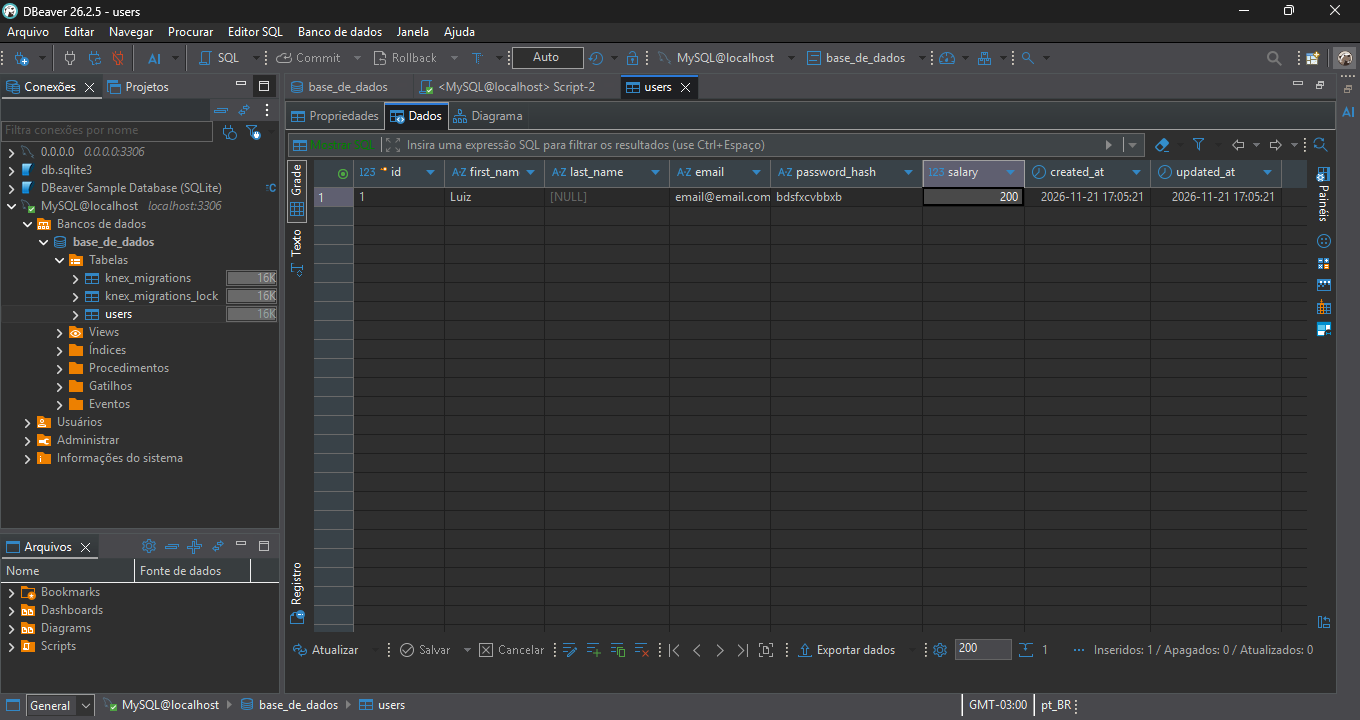 DBeaver 26.2.5 - users
Arquivo Editar Navegar Procurar Editor SQL Banco de dados Janela Ajuda
AI SQL Commit Rollback T Auto MySQL@localhost base_de_dados
Conexões Projetos
base_de_dados <MySQL@localhost> Script-2 users
AI
Propriedades Dados Diagrama
Filtra conexões por nome
Mostrar SQL Insira uma expressão SQL para filtrar os resultados (use Ctrl+Espaço)
0.0.0.0 0.0.0.0:3306
db.sqlite3
DBeaver Sample Database (SQLite)
MySQL@localhost localhost:3306
Bancos de dados
base_de_dados
Tabelas
knex_migrations 16K
knex_migrations_lock 16K
users 16K
Views
Índices
Procedimentos
Gatilhos
Eventos
Usuários
Administrar
Informações do sistema
Grade
Texto
Registro
123 id A-Z first_nam A-Z last_name A-Z email A-Z password_hash 123 salary created_at updated_at
1 1 Luiz [NULL] email@email.com bdsfxcvbbxb 200 2026-11-21 17:05:21 2026-11-21 17:05:21
Painéis
Arquivos
Nome Fonte de dados
Bookmarks
Dashboards
Diagrams
Scripts
Atualizar Salvar Cancelar Exportar dados 200 1 ··· Inseridos: 1 / Apagados: 0 / Atualizados: 0
General MySQL@localhost base_de_dados users GMT-03:00 pt_BR